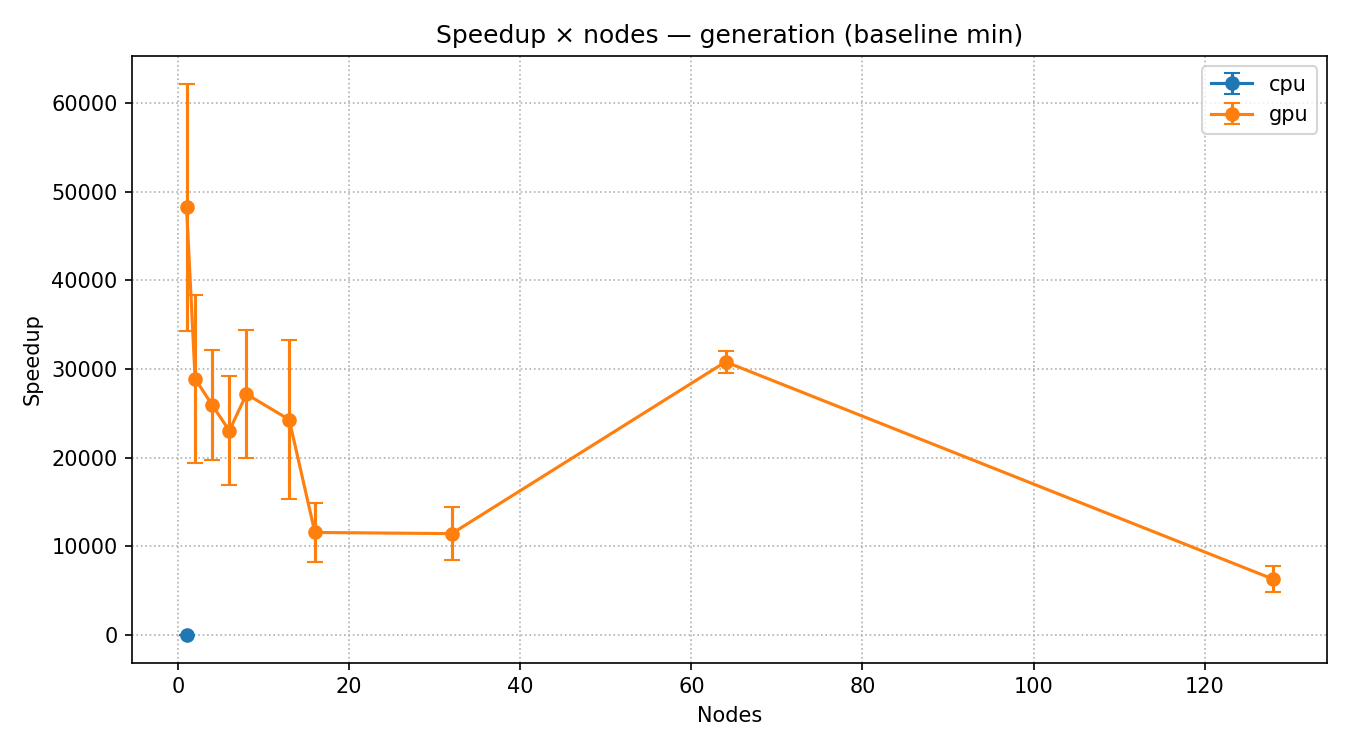 Speedup × nodes — generation (baseline min)
cpu
gpu
60000
50000
40000
30000
20000
10000
0
Speedup
0 20 40 60 80 100 120
Nodes